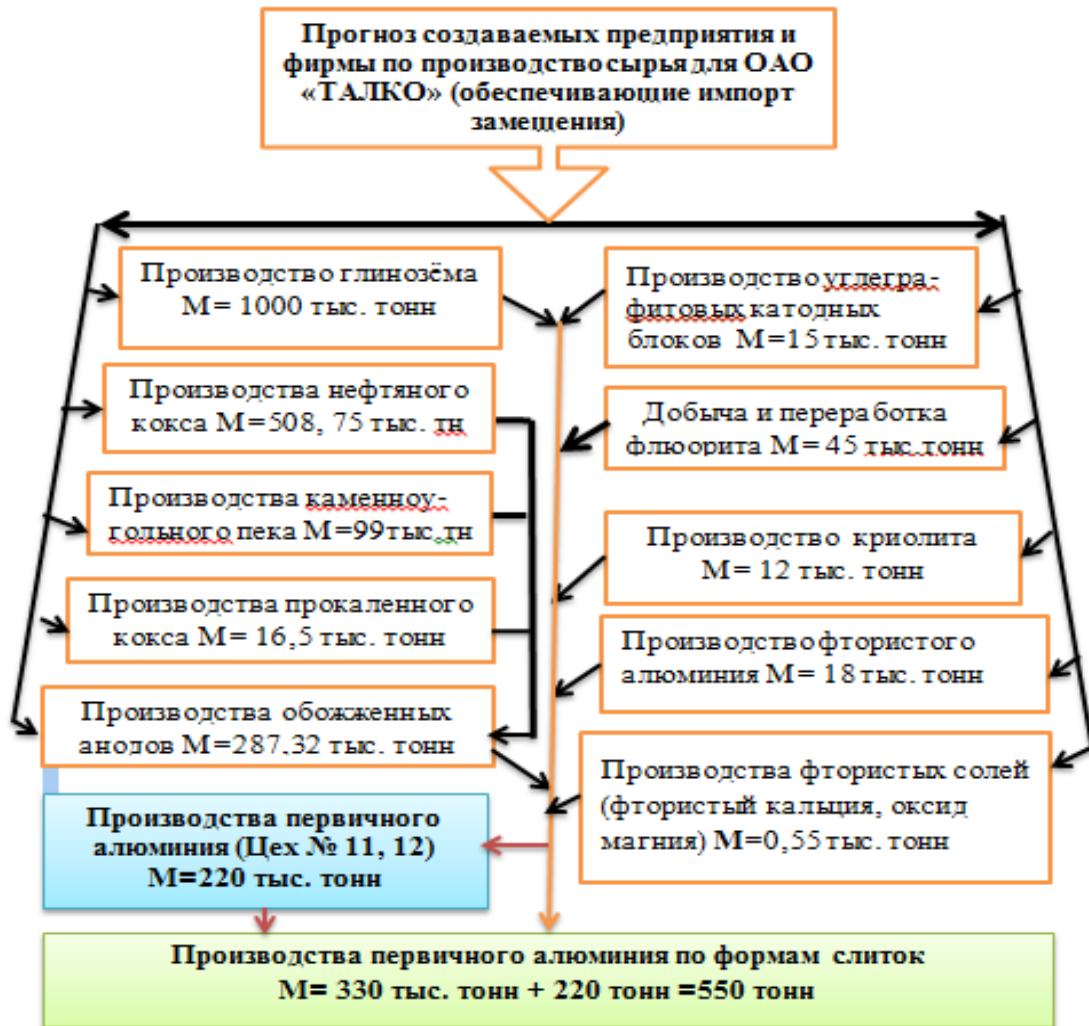 Прогноз создаваемых предприятия и
фирмы по производство сырья для ОАО
«ТАЛКО» (обеспечивающие импорт
замещения)
Производство глинозёма
М= 1000 тыс. тонн
Производства нефтяного
кокса М=508, 75 тыс. тн
Производства каменноу-
гольного пека М=99тыс.тн
Производства прокаленного
кокса М= 16,5 тыс. тонн
Производства обожженных
анодов М=287,32 тыс. тонн
Производство углегра-
фитовых катодных
блоков М=15 тыс. тонн
Добыча и переработка
флюорита М= 45 тыс.тонн
Производство криолита
М= 12 тыс. тонн
Производство фтористого
алюминия М= 18 тыс. тонн
Производства фтористых солей
(фтористый кальция, оксид
магния) М=0,55 тыс. тонн
Производства первичного
алюминия (Цех № 11, 12)
М=220 тыс. тонн
Производства первичного алюминия по формам слиток
М= 330 тыс. тонн + 220 тонн =550 тонн